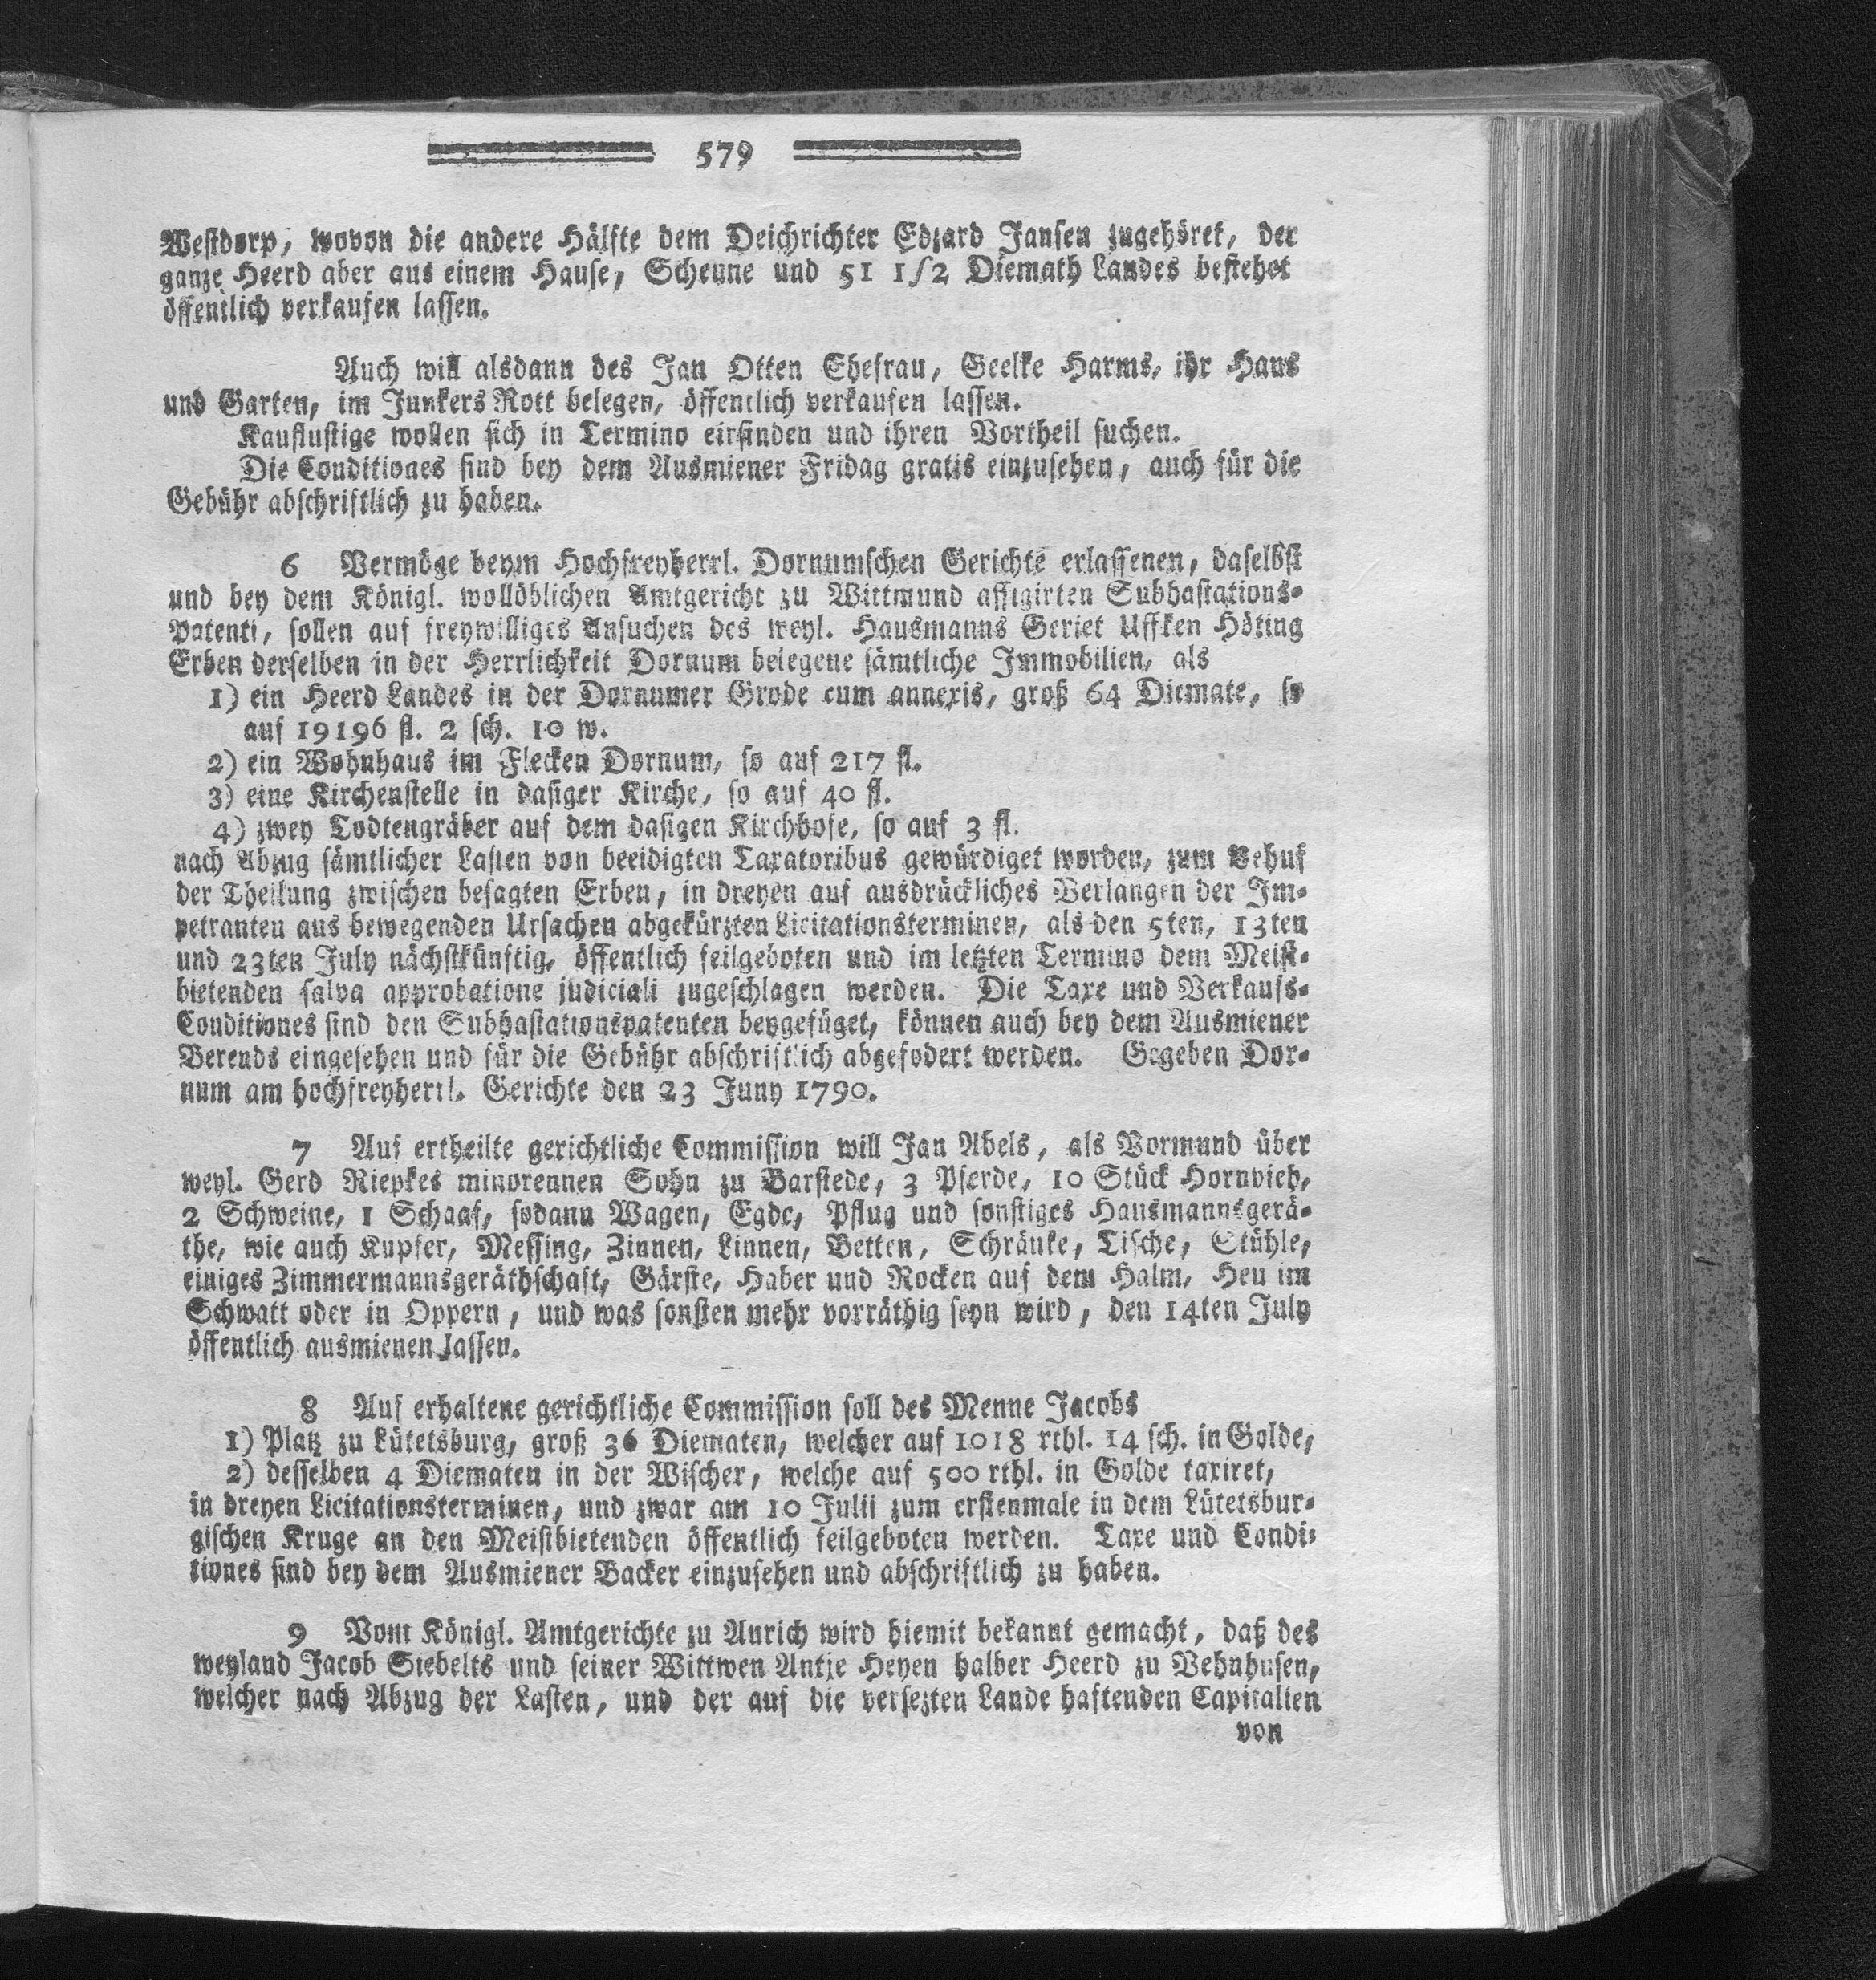 579
Westdorp, wovon die andere Hälfte dem Deichrichter Edzard Jansen zugehöret, der
ganze Heerd aber aus einem Hause, Scheune und 51 1/2 Diemath Landes bestehet
öffentlich verkaufen lassen.
Auch will alsdann des Jan Otten Ehefrau, Geelke Harms, ihr Haus
und Garten, im Junkers Rott belegen, öffentlich verkaufen lassen.
Kauflustige wollen sich in Termino eirfinden und ihren Vortheil suchen.
Die Conditiones sind bey dem Ausmiener Fridag gratis einzusehen, auch für die
Gebühr abschriftlich zu haben.
6 Vermöge beym Hochfreyherrl. Dornumschen Gerichte erlassenen, daselbst
und bey dem Königl. wollöblichen Amtgericht zu Wittmund affigirten Subhastations-
Patenti, sollen auf freywilliges Ansuchen des weyl. Hausmanns Geriet Uffken Höting
Erben derselben in der Herrlichkeit Dornum belegene sämtliche Immobilien, als
1) ein Heerd Landes in der Dornumer Grode cum annexis, groß 64 Diemate, so
auf 19196 fl. 2 sch. 10 w.
2) ein Wohnhaus im Flecken Dornum, so auf 217 fl.
3) eine Kirchenstelle in dasiger Kirche, so auf 40 fl.
4) zwey Todtengräber auf dem dasigen Kirchhofe, so auf 3 fl.
nach Abzug sämtlicher Lasten von beeidigten Taxatoribus gewürdiget worden, zum Behuf
der Theilung zwischen besagten Erben, in dreyen auf ausdrückliches Verlangen der Im-
petranten aus bewegenden Ursachen abgekürzten Licitationsterminen, als den 5ten, 13ten
und 23ten July nächstkünftig, öffentlich feilgeboten und im letzten Termino dem Meist-
bietenden salva approbatione judiciali zugeschlagen werden. Die Taxe und Verkaufs-
Conditiones sind den Subhastationspatenten beygefüget, können auch bey dem Ausmiener
Berends eingesehen und für die Gebühr abschriftlich abgefodert werden. Gegeben Dor-
num am hochfreyherrl. Gerichte den 23 Juny 1790.
7 Auf ertheilte gerichtliche Commission will Jan Abels, als Vormund über
weyl. Gerd Riepkes minorennen Sohn zu Barstede, 3 Pferde, 10 Stück Hornvieh,
2 Schweine, 1 Schaaf, sodann Wagen, Egde, Pflug und sonstiges Hausmannsgerä-
the, wie auch Kupfer, Messing, Zinnen, Linnen, Betten, Schränke, Tische, Stühle,
einiges Zimmermannsgeräthschaft, Gärste, Haber und Rocken auf dem Halm, Heu im
Schwatt oder in Oppern, und was sonsten mehr vorräthig seyn wird, den 14ten July
öffentlich ausmienen lassen.
8 Auf erhaltene gerichtliche Commission soll des Menne Jacobs
1) Platz zu Lütetsburg, groß 36 Diematen, welcher auf 1018 rthl. 14 sch. in Golde,
2) desselben 4 Diematen in der Wischer, welche auf 500 rthl. in Golde taxiret,
in dreyen Licitationsterminen, und zwar am 10 Julii zum erstenmale in dem Lütetsbur-
gischen Kruge an den Meistbietenden öffentlich feilgeboten werden. Taxe und Condi-
tiones sind bey dem Ausmiener Backer einzusehen und abschriftlich zu haben.
9 Vom Königl. Amtgerichte zu Aurich wird hiemit bekannt gemacht, daß des
weyland Jacob Siebelts und seiner Wittwen Antje Heyen halber Heerd zu Vehnhusen,
welcher nach Abzug der Lasten, und der auf die versezten Lande haftenden Capitalien
von